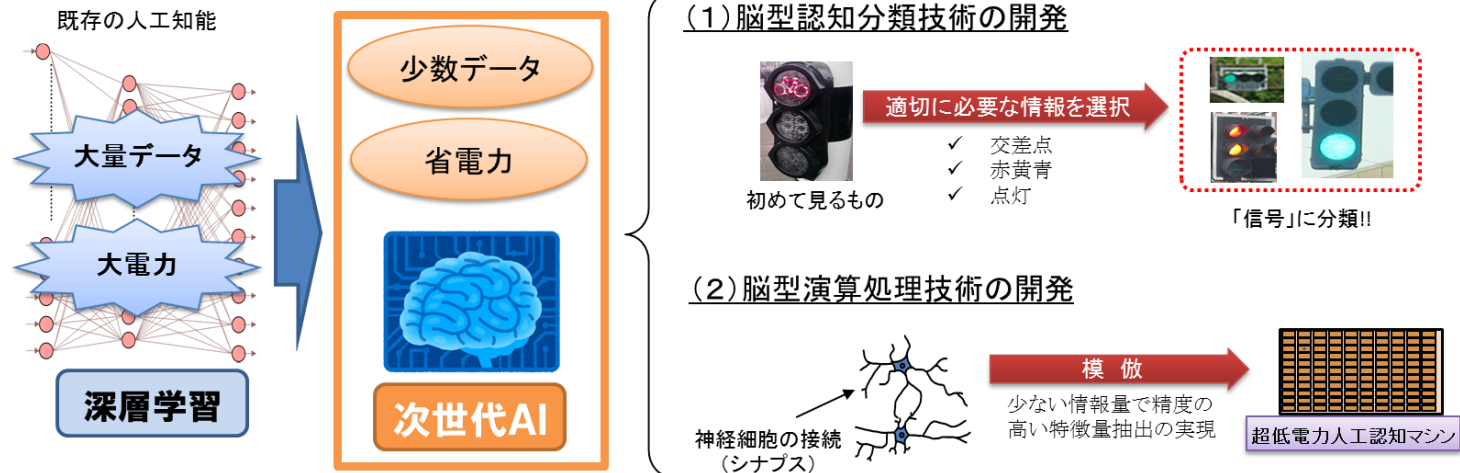 既存の人工知能
大量データ
大電力
深層学習
少数データ
省電力
次世代AI
(1)脳型認知分類技術の開発
初めて見るもの
適切に必要な情報を選択
✓ 交差点
✓ 赤黄青
✓ 点灯
「信号」に分類!!
(2)脳型演算処理技術の開発
神経細胞の接続
(シナプス)
模 倣
少ない情報量で精度の
高い特徴量抽出の実現
超低電力人工認知マシン